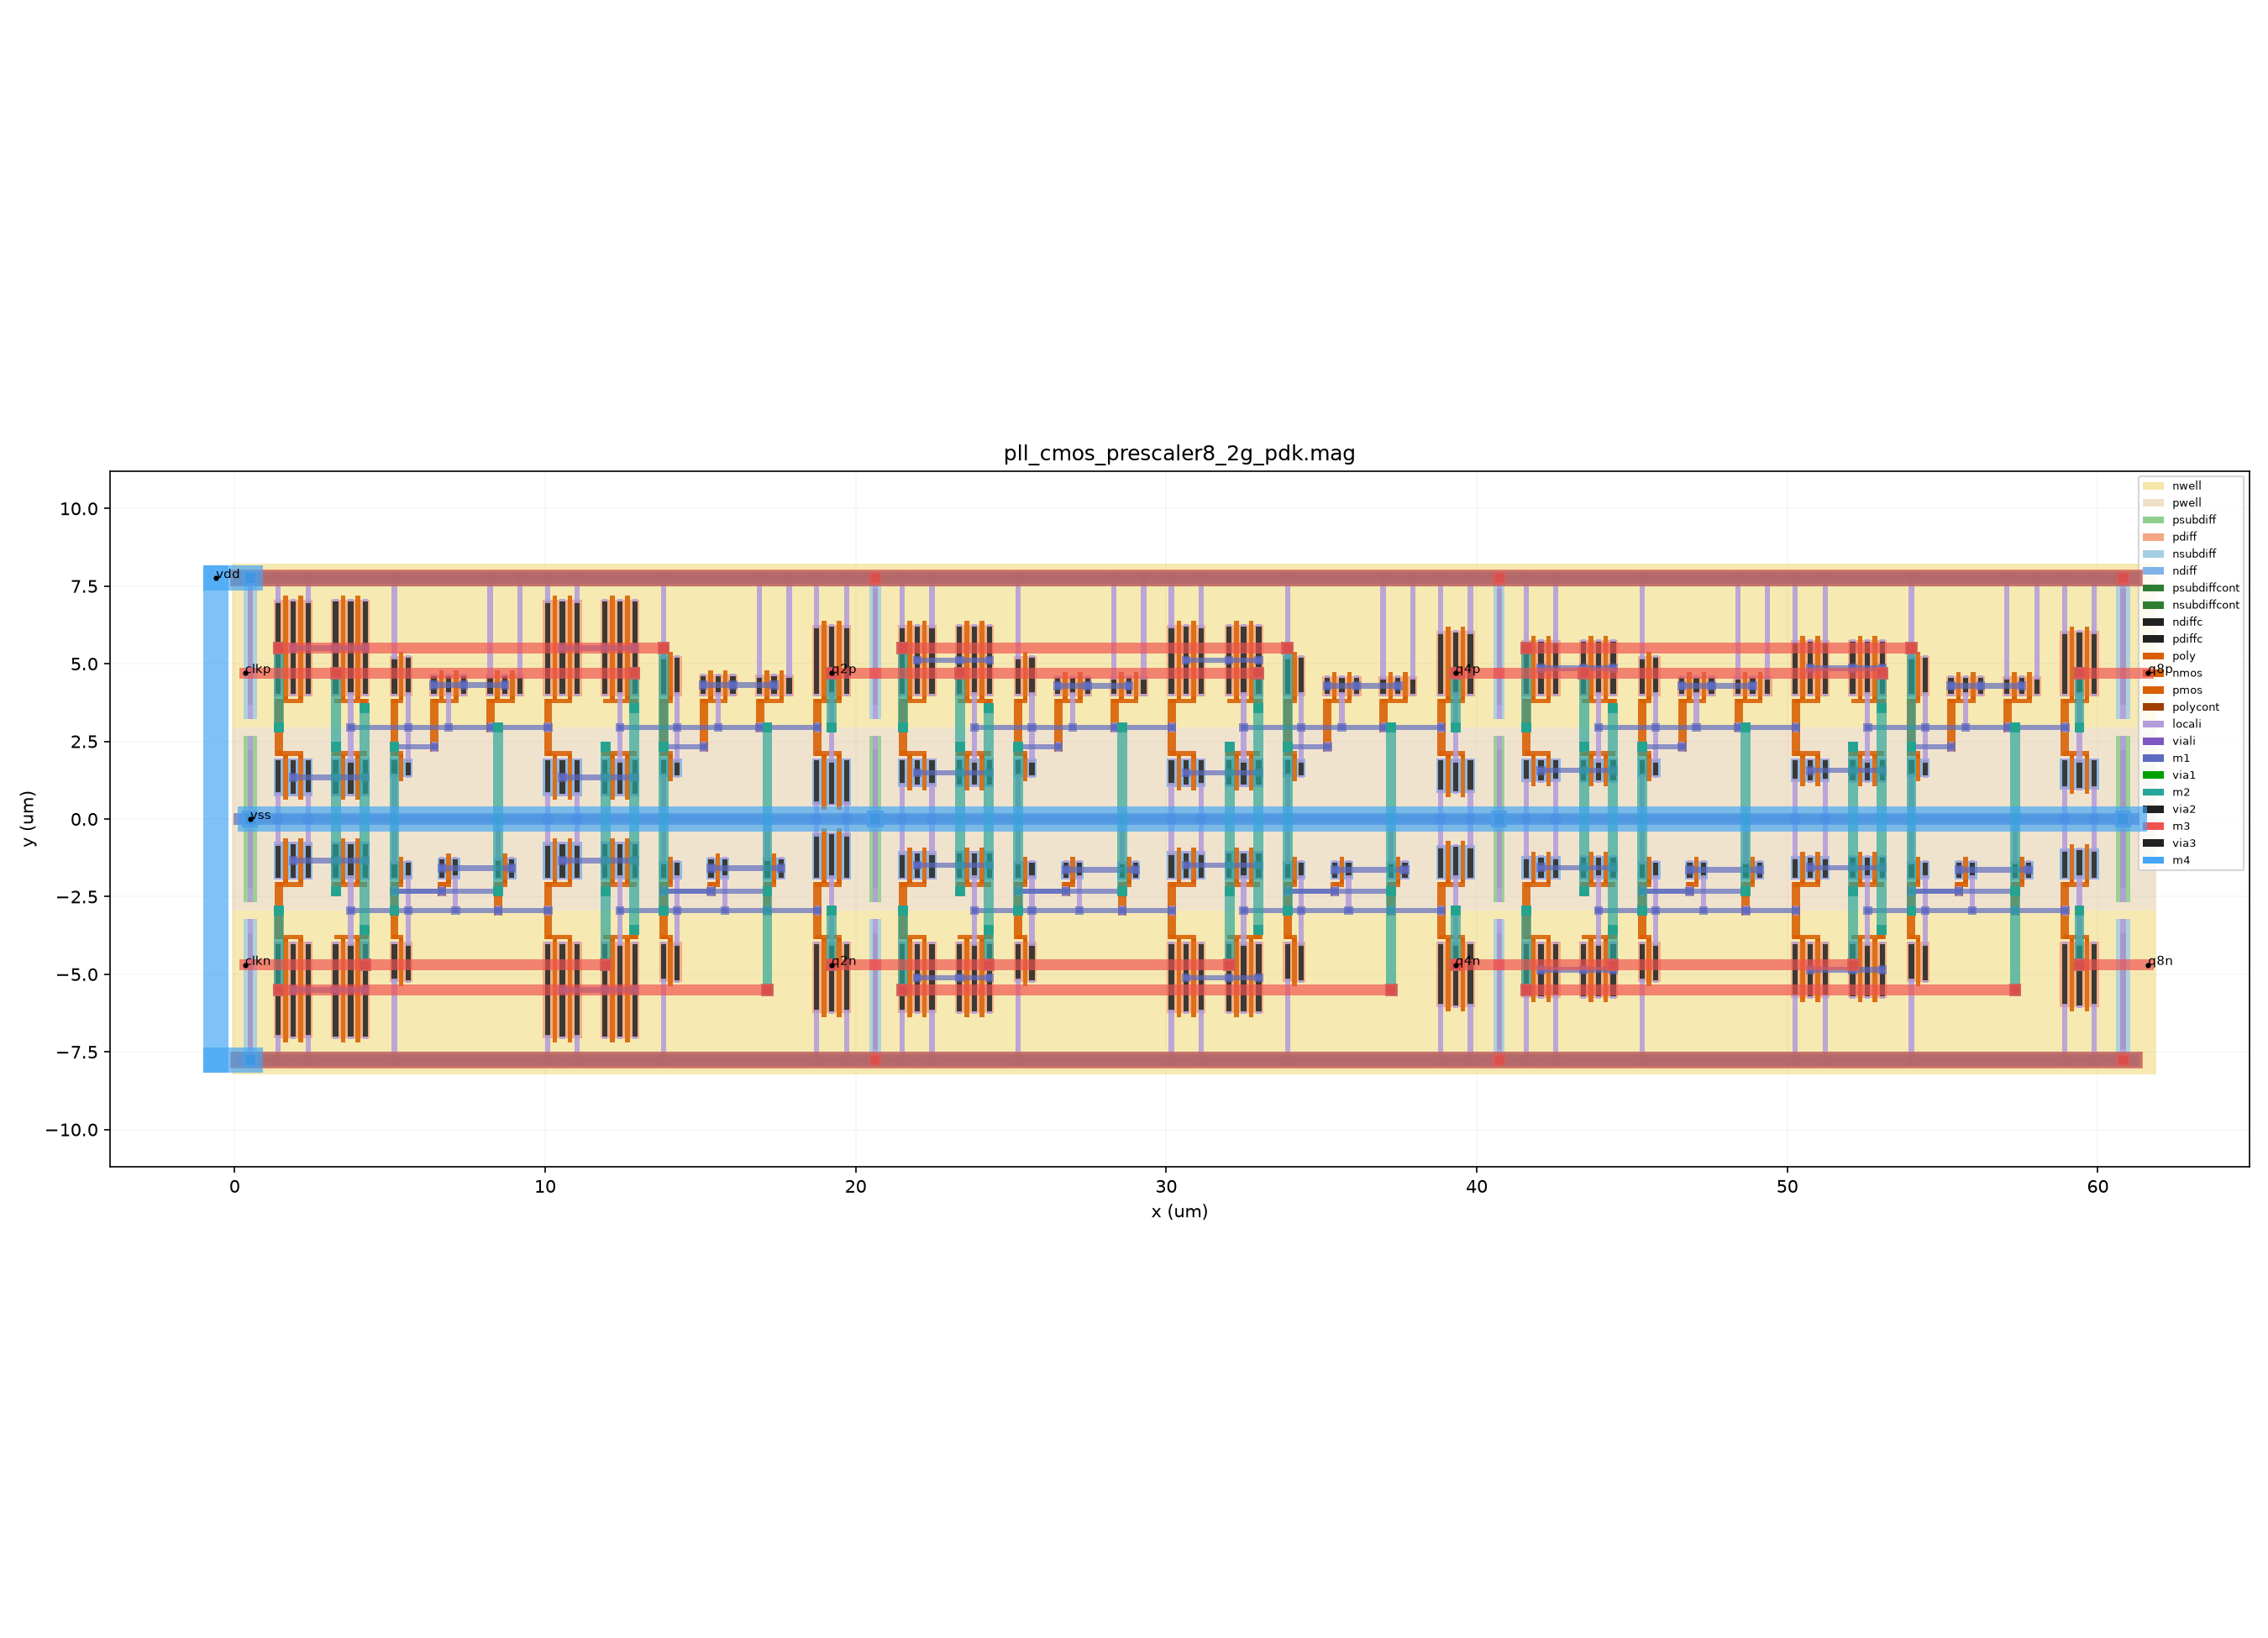 pll_cmos_prescaler8_2g_pdk.mag
y (um)
10.0
7.5
5.0
2.5
0.0
−2.5
−5.0
−7.5
−10.0
vdd
clkp
q2p
q4p
q8p
vss
clkn
q2n
q4n
q8n
nwell
pwell
psubdiff
pdiff
nsubdiff
ndiff
psubdiffcont
nsubdiffcont
ndiffc
pdiffc
poly
nmos
pmos
polycont
locali
viali
m1
via1
m2
via2
m3
via3
m4
0 10 20 30 40 50 60
x (um)